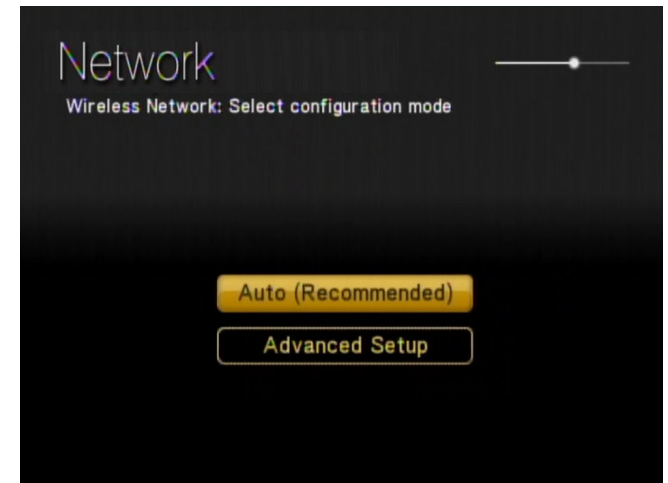 Network
Wireless Network: Select configuration mode
Auto (Recommended)
Advanced Setup